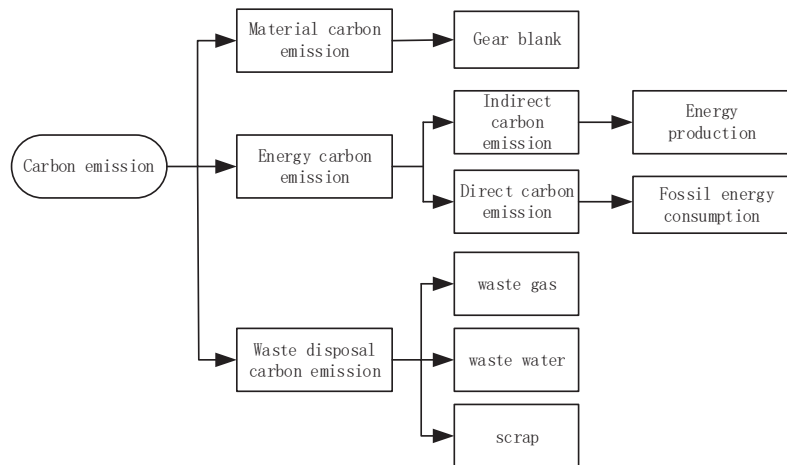 Material carbon
emission
Gear blank
Carbon emission
Energy carbon
emission
Indirect
carbon
emission
Energy
production
Direct carbon
emission
Fossil energy
consumption
Waste disposal
carbon emission
waste gas
waste water
scrap